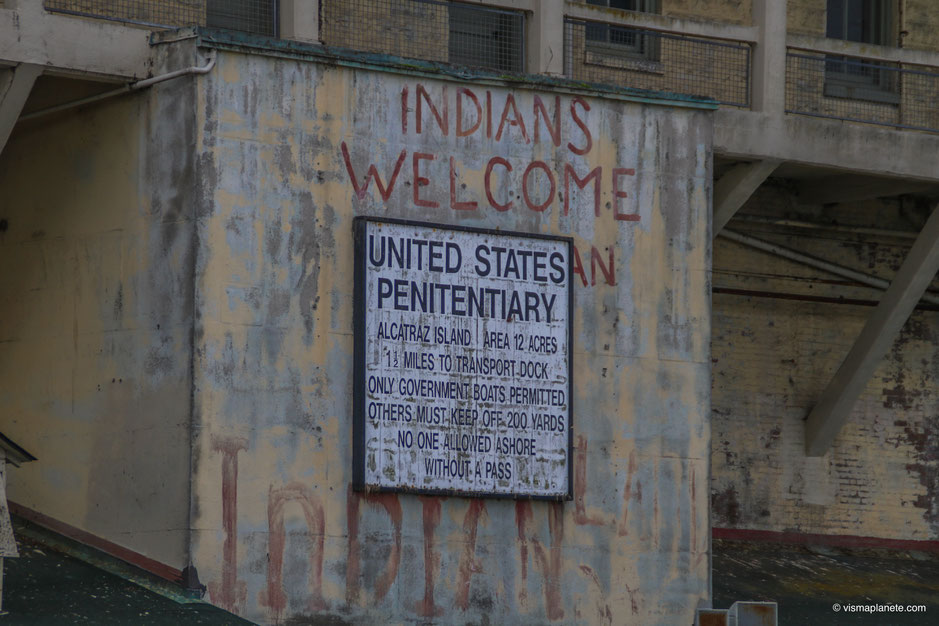 INDIANS
WELCOME
UNITED STATES
PENITENTIARY
ALCATRAZ ISLAND AREA 12 ACRES
1½ MILES TO TRANSPORT DOCK
ONLY GOVERNMENT BOATS PERMITTED
OTHERS MUST KEEP OFF 200 YARDS
NO ONE ALLOWED ASHORE
WITHOUT A PASS
INDIAN
© vismaplanete.com